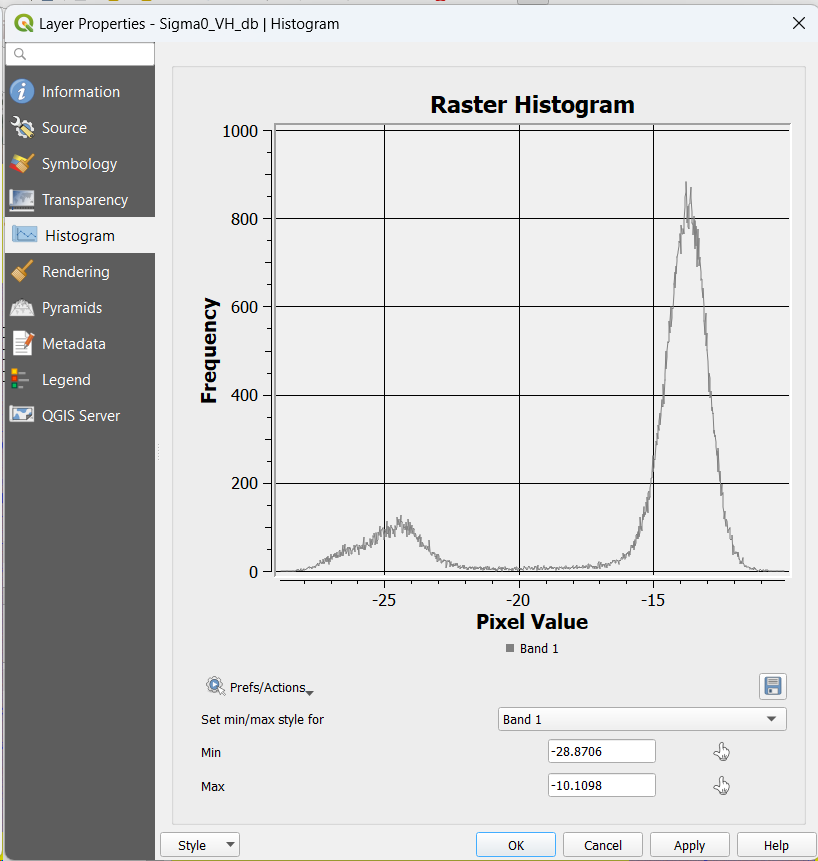 Layer Properties - Sigma0_VH_db | Histogram
Information
Source
Symbology
Transparency
Histogram
Rendering
Pyramids
Metadata
Legend
QGIS Server
Raster Histogram
1000
800
600
400
200
0
Frequency
-25 -20 -15
Pixel Value
Band 1
Prefs/Actions
Set min/max style for Band 1
Min -28.8706
Max -10.1098
Style OK Cancel Apply Help